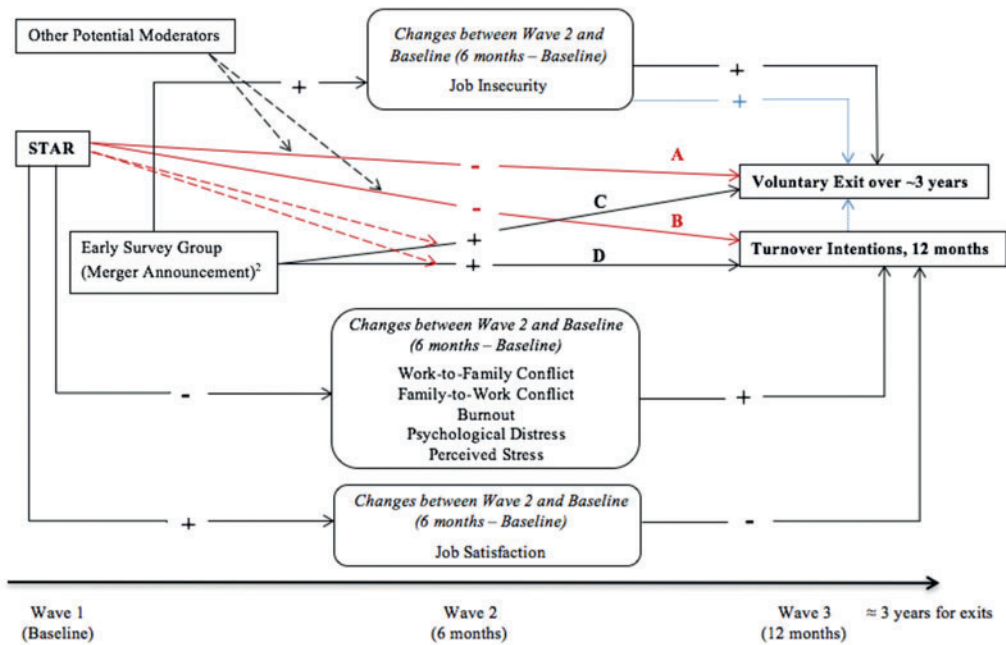 Other Potential Moderators
Changes between Wave 2 and
Baseline (6 months – Baseline)
Job Insecurity
+
+
+
STAR
-
A
Voluntary Exit over ~3 years
C
-
B
Early Survey Group
(Merger Announcement)2
+
+
D
Turnover Intentions, 12 months
Changes between Wave 2 and Baseline
(6 months – Baseline)
Work-to-Family Conflict
Family-to-Work Conflict
Burnout
Psychological Distress
Perceived Stress
-
+
Changes between Wave 2 and Baseline
(6 months – Baseline)
Job Satisfaction
+
-
Wave 1
(Baseline)
Wave 2
(6 months)
Wave 3
(12 months)
≈ 3 years for exits